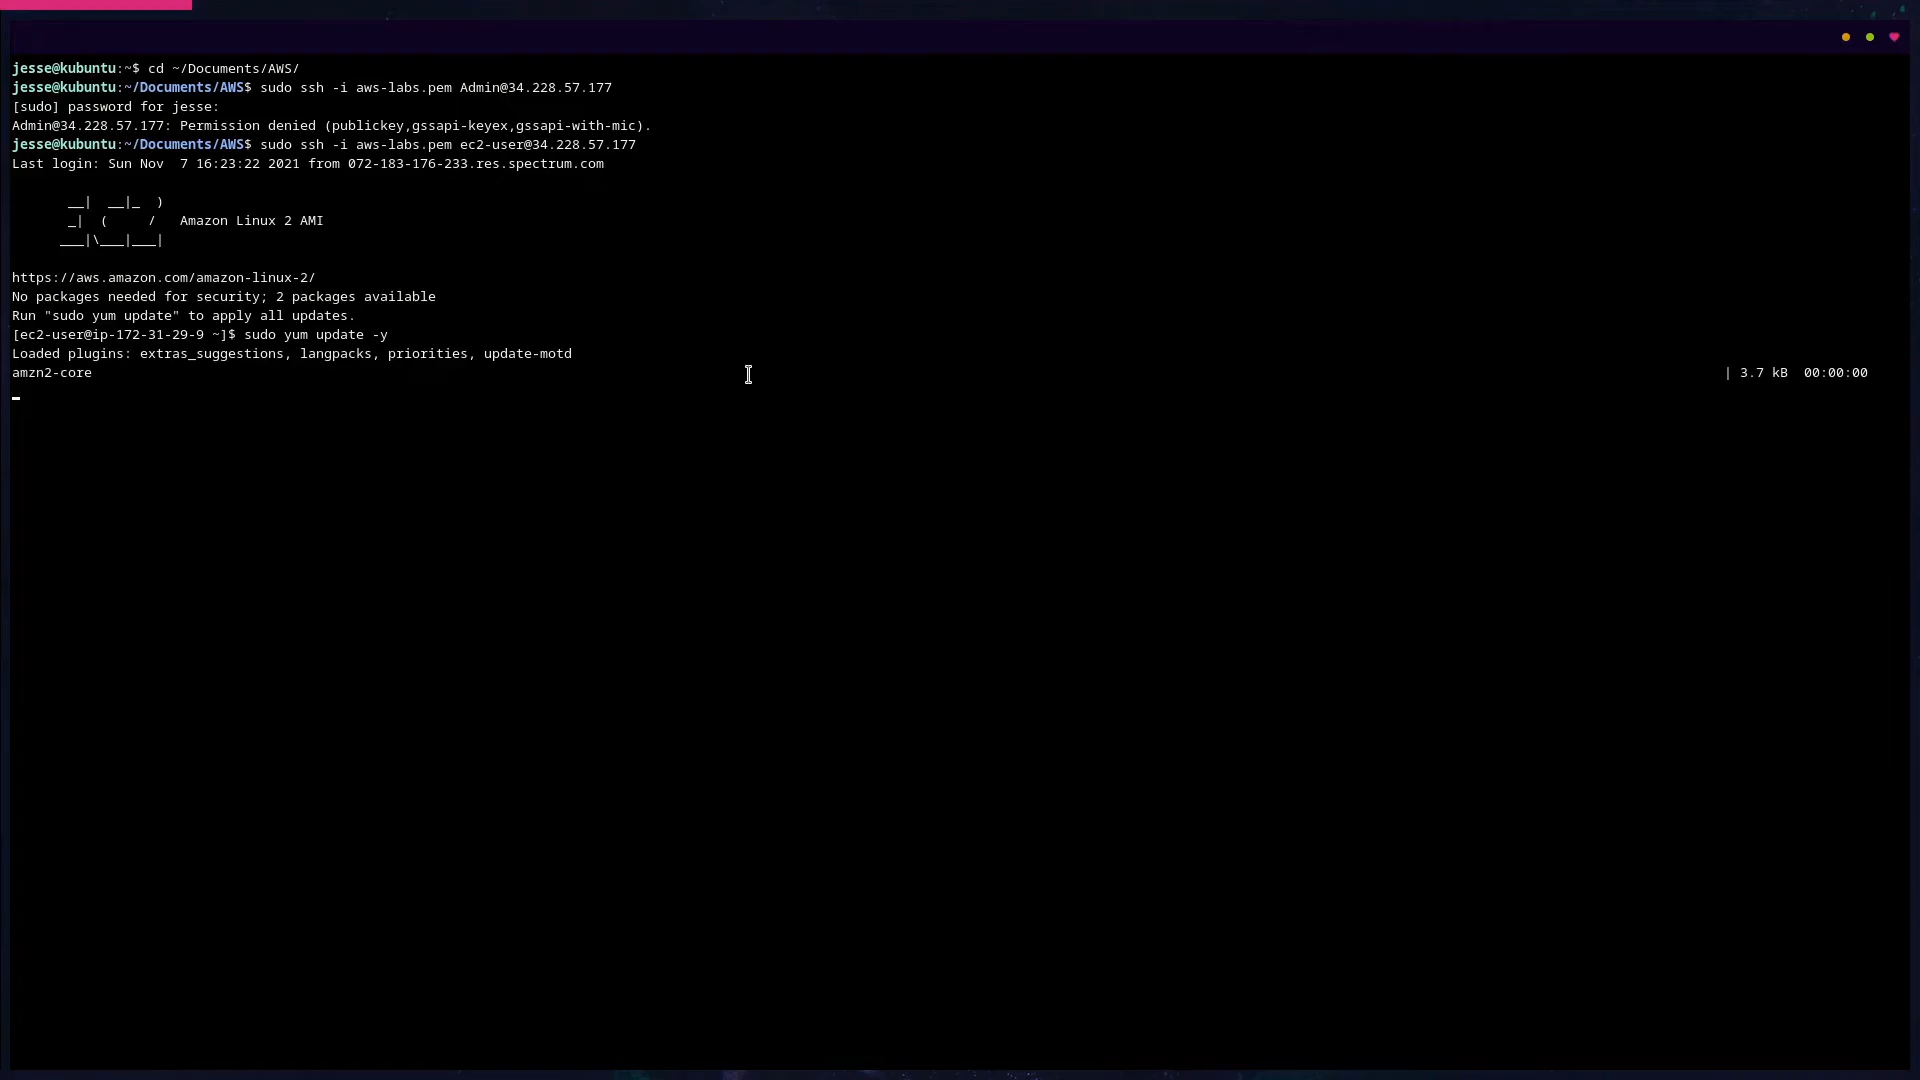 jesse@kubuntu:~$ cd ~/Documents/AWS/
jesse@kubuntu:~/Documents/AWS$ sudo ssh -i aws-labs.pem Admin@34.228.57.177
[sudo] password for jesse:
Admin@34.228.57.177: Permission denied (publickey,gssapi-keyex,gssapi-with-mic).
jesse@kubuntu:~/Documents/AWS$ sudo ssh -i aws-labs.pem ec2-user@34.228.57.177
Last login: Sun Nov  7 16:23:22 2021 from 072-183-176-233.res.spectrum.com

       __|  __|_  )
       _|  (     /   Amazon Linux 2 AMI
      ___|\___|___|

https://aws.amazon.com/amazon-linux-2/
No packages needed for security; 2 packages available
Run "sudo yum update" to apply all updates.
[ec2-user@ip-172-31-29-9 ~]$ sudo yum update -y
Loaded plugins: extras_suggestions, langpacks, priorities, update-motd
amzn2-core | 3.7 kB  00:00:00